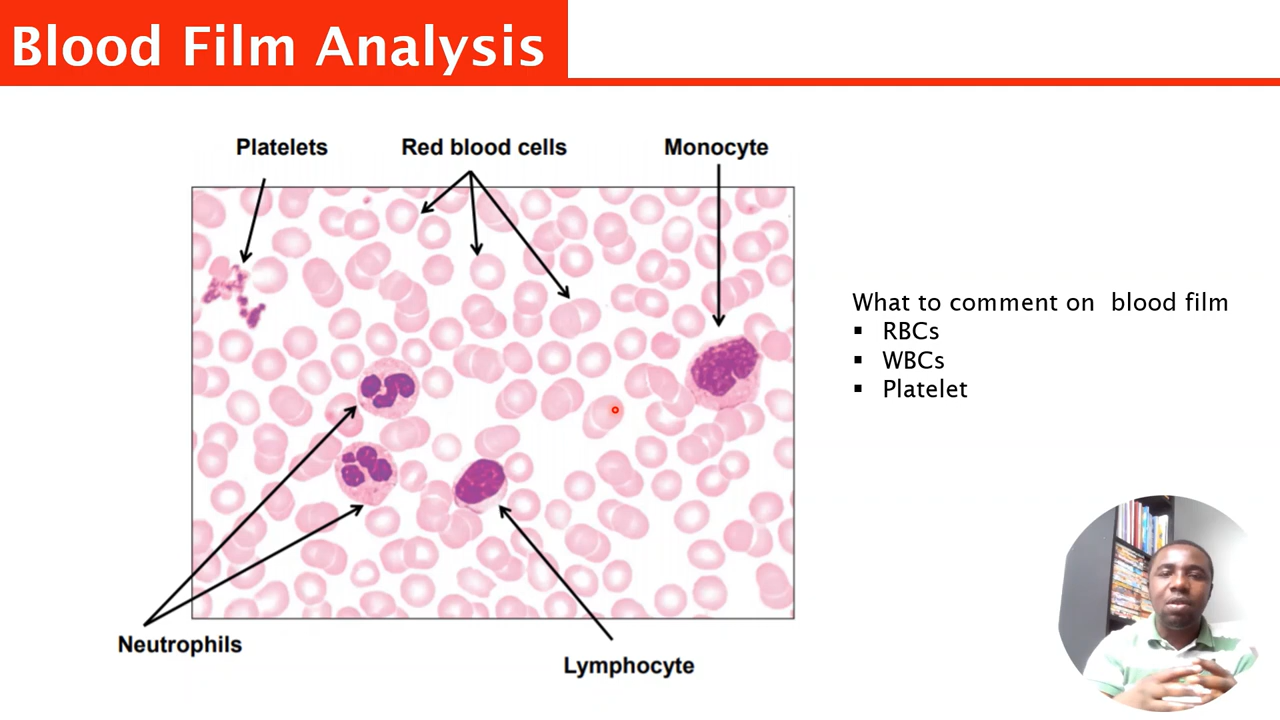 Blood Film Analysis
Platelets
Red blood cells
Monocyte
What to comment on  blood film
▪ RBCs
▪ WBCs
▪ Platelet
Neutrophils
Lymphocyte